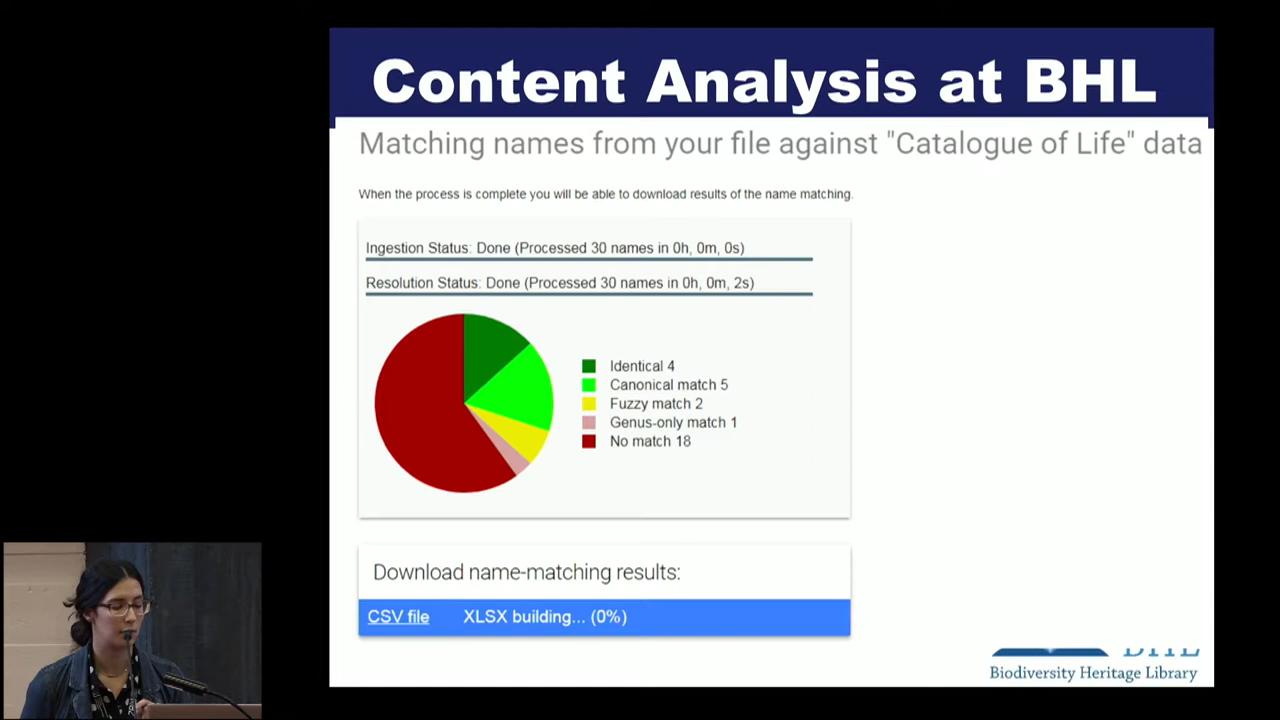 Content Analysis at BHL
Matching names from your file against "Catalogue of Life" data
When the process is complete you will be able to download results of the name matching.
Ingestion Status: Done (Processed 30 names in 0h, 0m, 0s)
Resolution Status: Done (Processed 30 names in 0h, 0m, 2s)
Identical 4
Canonical match 5
Fuzzy match 2
Genus-only match 1
No match 18
Download name-matching results:
CSV file XLSX building... (0%)
BHL
Biodiversity Heritage Library